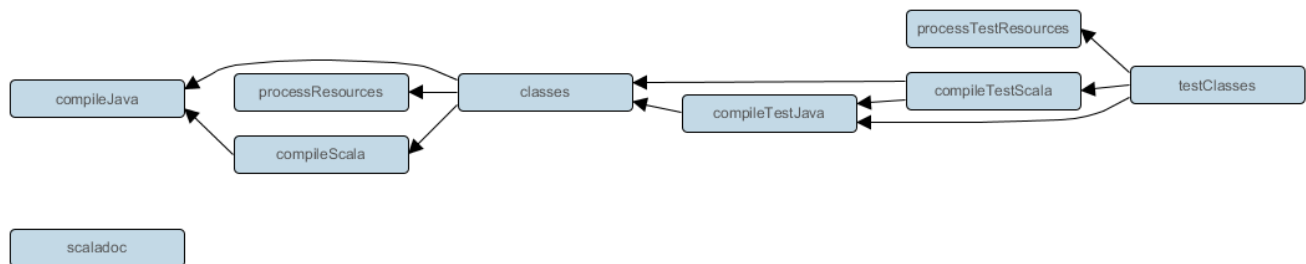 processTestResources
compileJava
processResources
classes
compileTestScala
testClasses
compileTestJava
compileScala
scaladoc